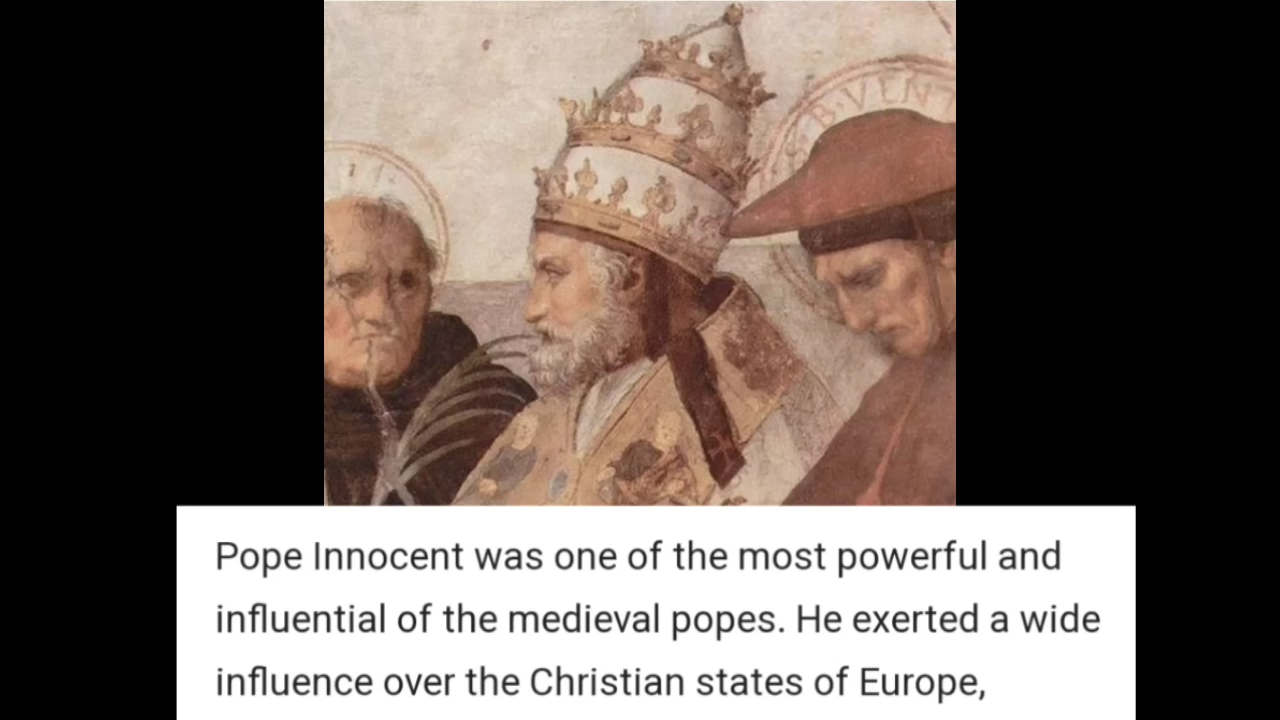 B·VENT
Pope Innocent was one of the most powerful and
influential of the medieval popes. He exerted a wide
influence over the Christian states of Europe,